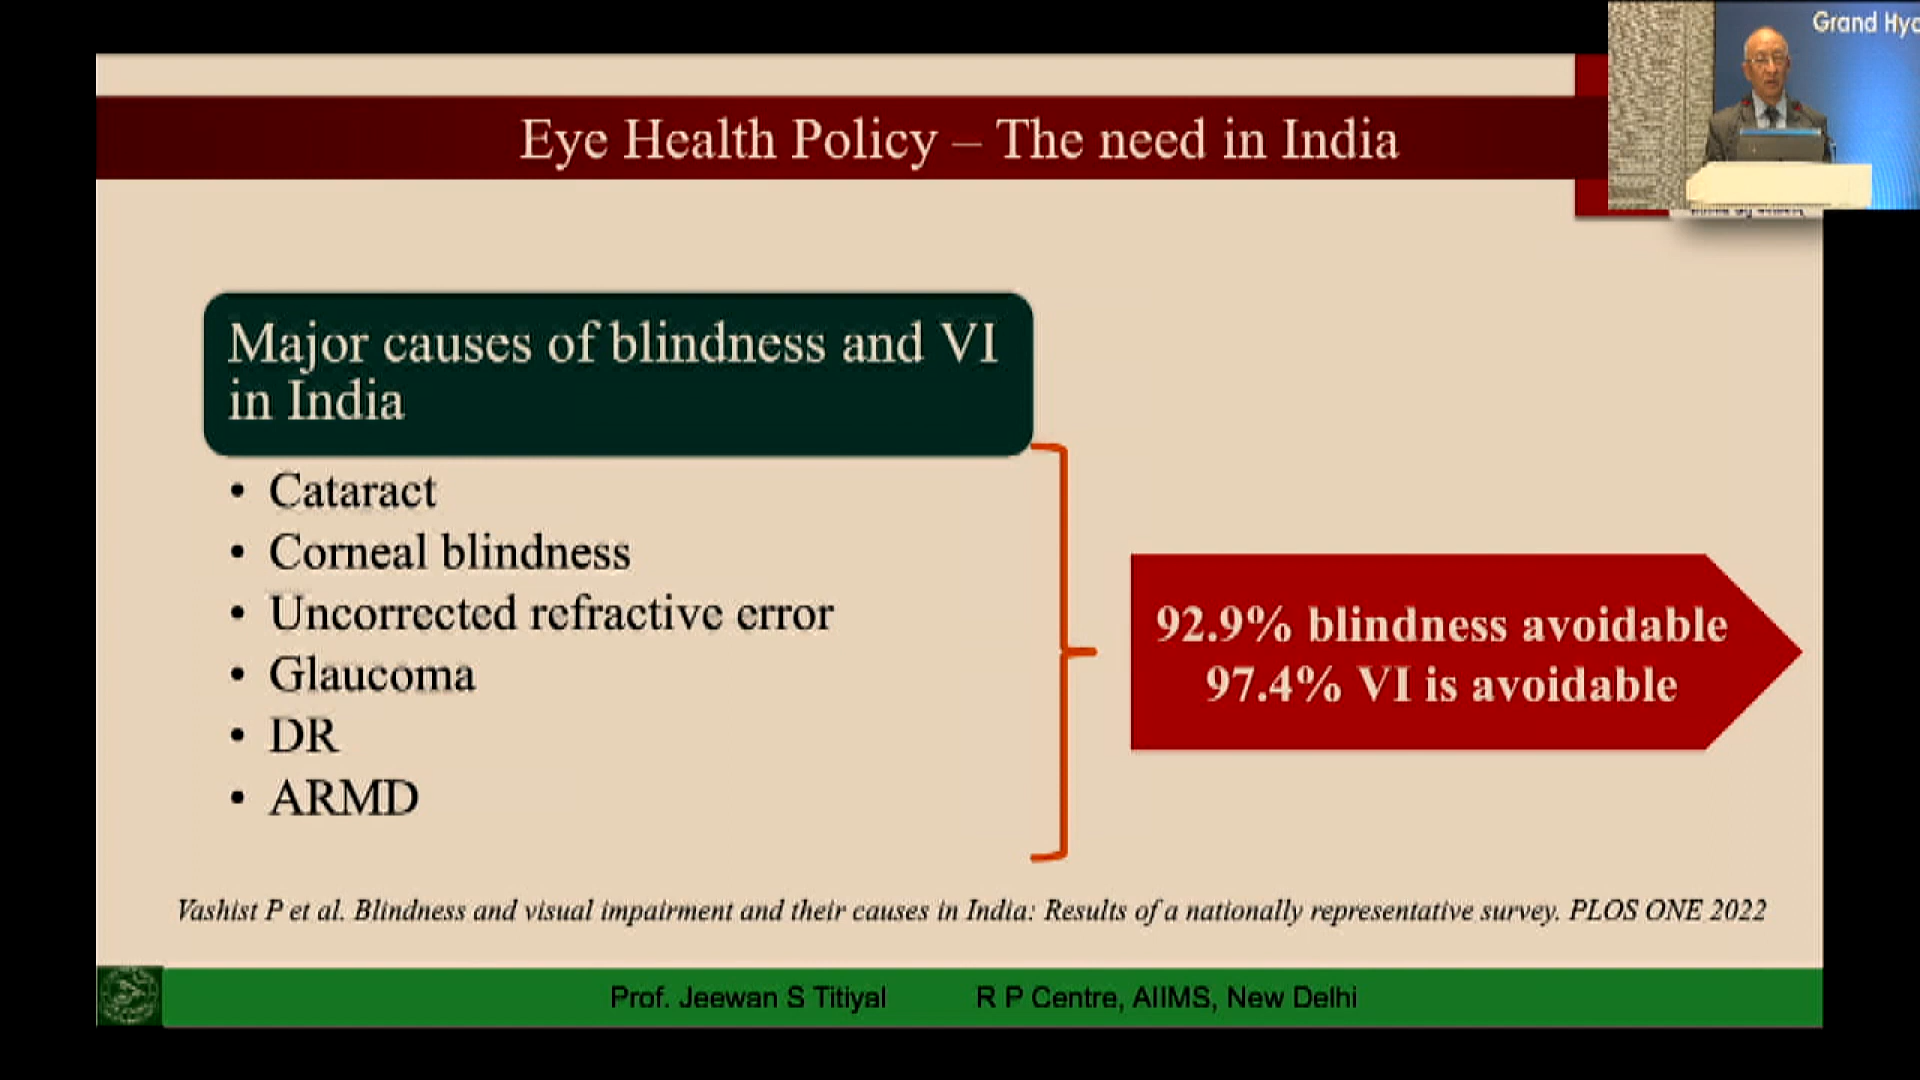 Grand Hyd
Eye Health Policy – The need in India
Major causes of blindness and VI
in India
• Cataract
• Corneal blindness
• Uncorrected refractive error
• Glaucoma
• DR
• ARMD
92.9% blindness avoidable
97.4% VI is avoidable
Vashist P et al. Blindness and visual impairment and their causes in India: Results of a nationally representative survey. PLOS ONE 2022
Prof. Jeewan S Titiyal R P Centre, AIIMS, New Delhi